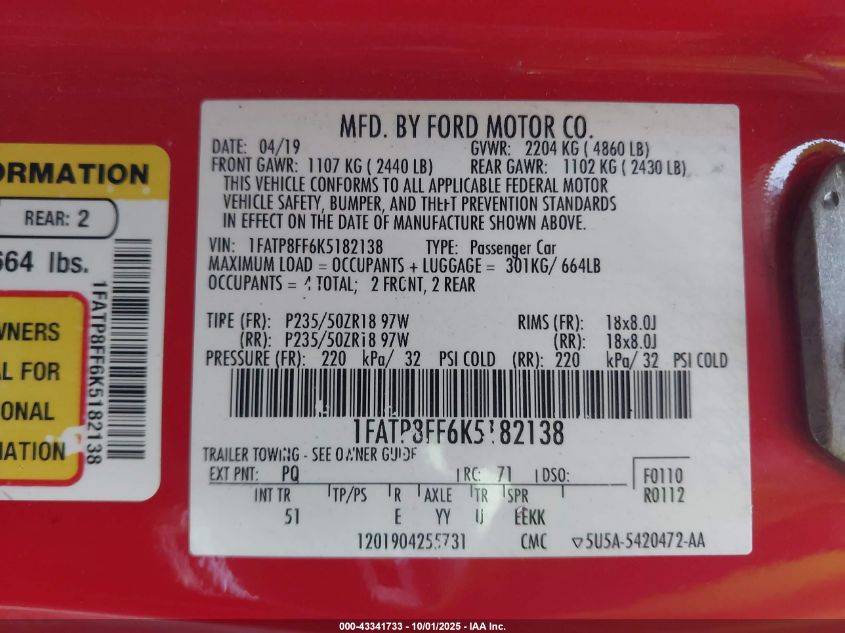 MFD. BY FORD MOTOR CO.
DATE: 04/19 GVWR: 2204 KG ( 4860 LB)
FRONT GAWR: 1107 KG ( 2440 LB) REAR GAWR: 1102 KG ( 2430 LB)
THIS VEHICLE CONFORMS TO ALL APPLICABLE FEDERAL MOTOR
VEHICLE SAFETY, BUMPER, AND THEFT PREVENTION STANDARDS
IN EFFECT ON THE DATE OF MANUFACTURE SHOWN ABOVE.
VIN: 1FATP8FF6K5182138 TYPE: Passenger Car
MAXIMUM LOAD = OCCUPANTS + LUGGAGE = 301KG/ 664LB
OCCUPANTS = 4 TOTAL; 2 FRONT, 2 REAR
TIRE (FR): P235/50ZR18 97W RIMS (FR): 18x8.0J
(RR): P235/50ZR18 97W (RR): 18x8.0J
PRESSURE (FR): 220 kPa/ 32 PSI COLD (RR): 220 kPa/ 32 PSI COLD
1FATP8FF6K5182138
TRAILER TOWING - SEE OWNER GUIDE
EXT PNT: PQ RC: 71 DSO: F0110
R0112
INT TR TP/PS R AXLE TR SPR
51 E YY U EEKK
1201904255731 CMC ▽5U5A-5420472-AA
ORMATION
REAR: 2
664 lbs.
WNERS
AL FOR
IONAL
MATION
1FATP8FF6K5182138
000-43341733 - 10/01/2025 - IAA Inc.